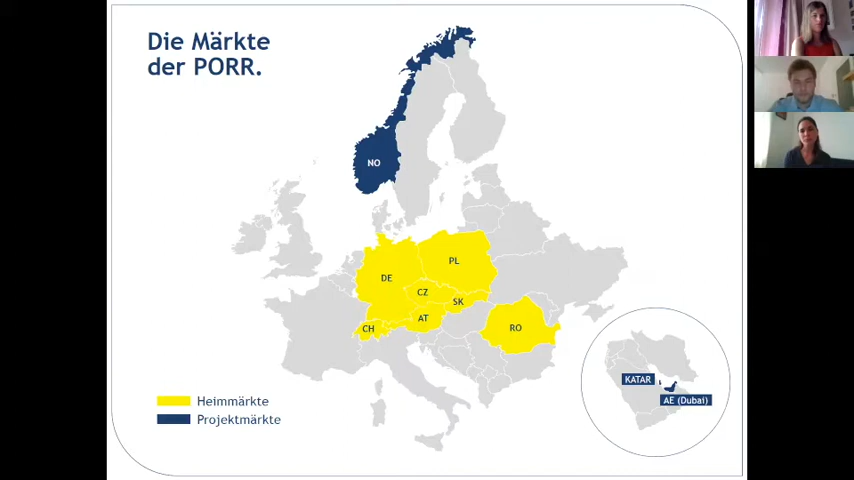 Die Märkte
der PORR.
NO
DE
PL
CZ
SK
AT
CH
RO
KATAR
AE (Dubai)
Heimmärkte
Projektmärkte